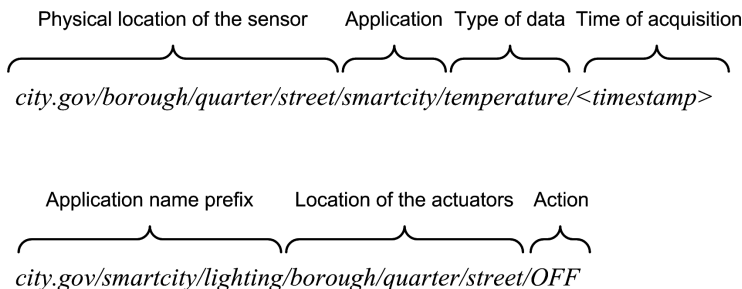 Physical location of the sensor Application Type of data Time of acquisition
city.gov/borough/quarter/street/smartcity/temperature/<timestamp>
Application name prefix Location of the actuators Action
city.gov/smartcity/lighting/borough/quarter/street/OFF